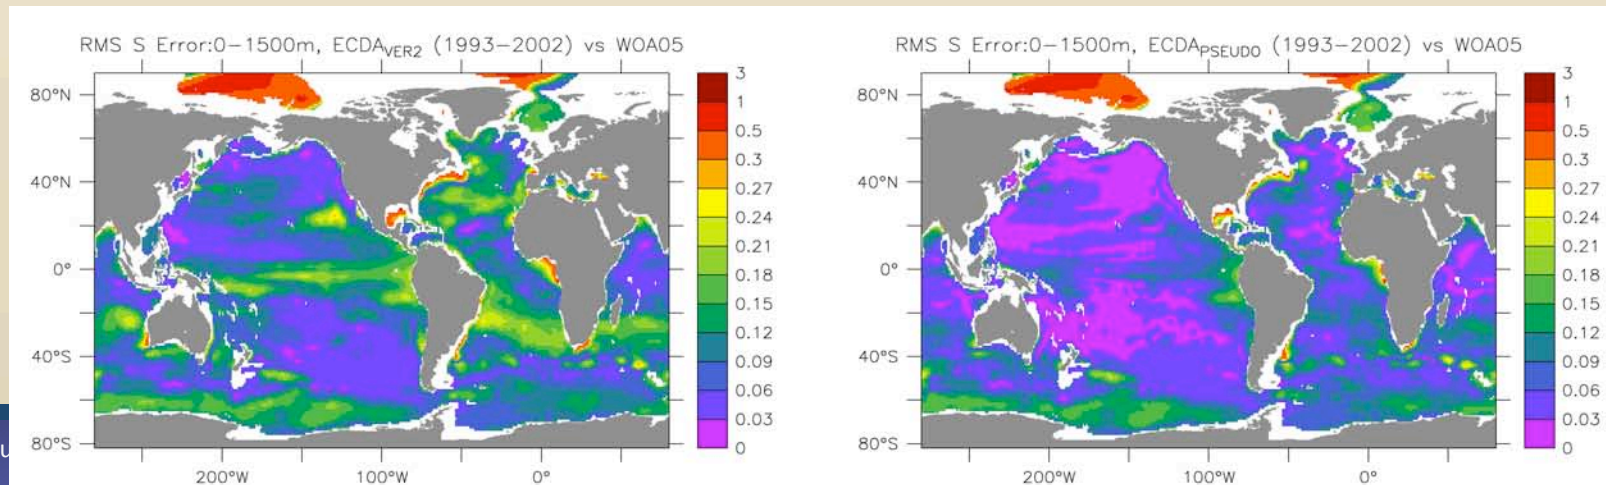 RMS S Error:0-1500m, ECDAVER2 (1993-2002) vs WOA05
80°N
40°N
0°
40°S
80°S
200°W
100°W
0°
3
1
0.5
0.3
0.27
0.24
0.21
0.18
0.15
0.12
0.09
0.06
0.03
0
RMS S Error:0-1500m, ECDAPSEUDO (1993-2002) vs WOA05
80°N
40°N
0°
40°S
80°S
200°W
100°W
0°
3
1
0.5
0.3
0.27
0.24
0.21
0.18
0.15
0.12
0.09
0.06
0.03
0